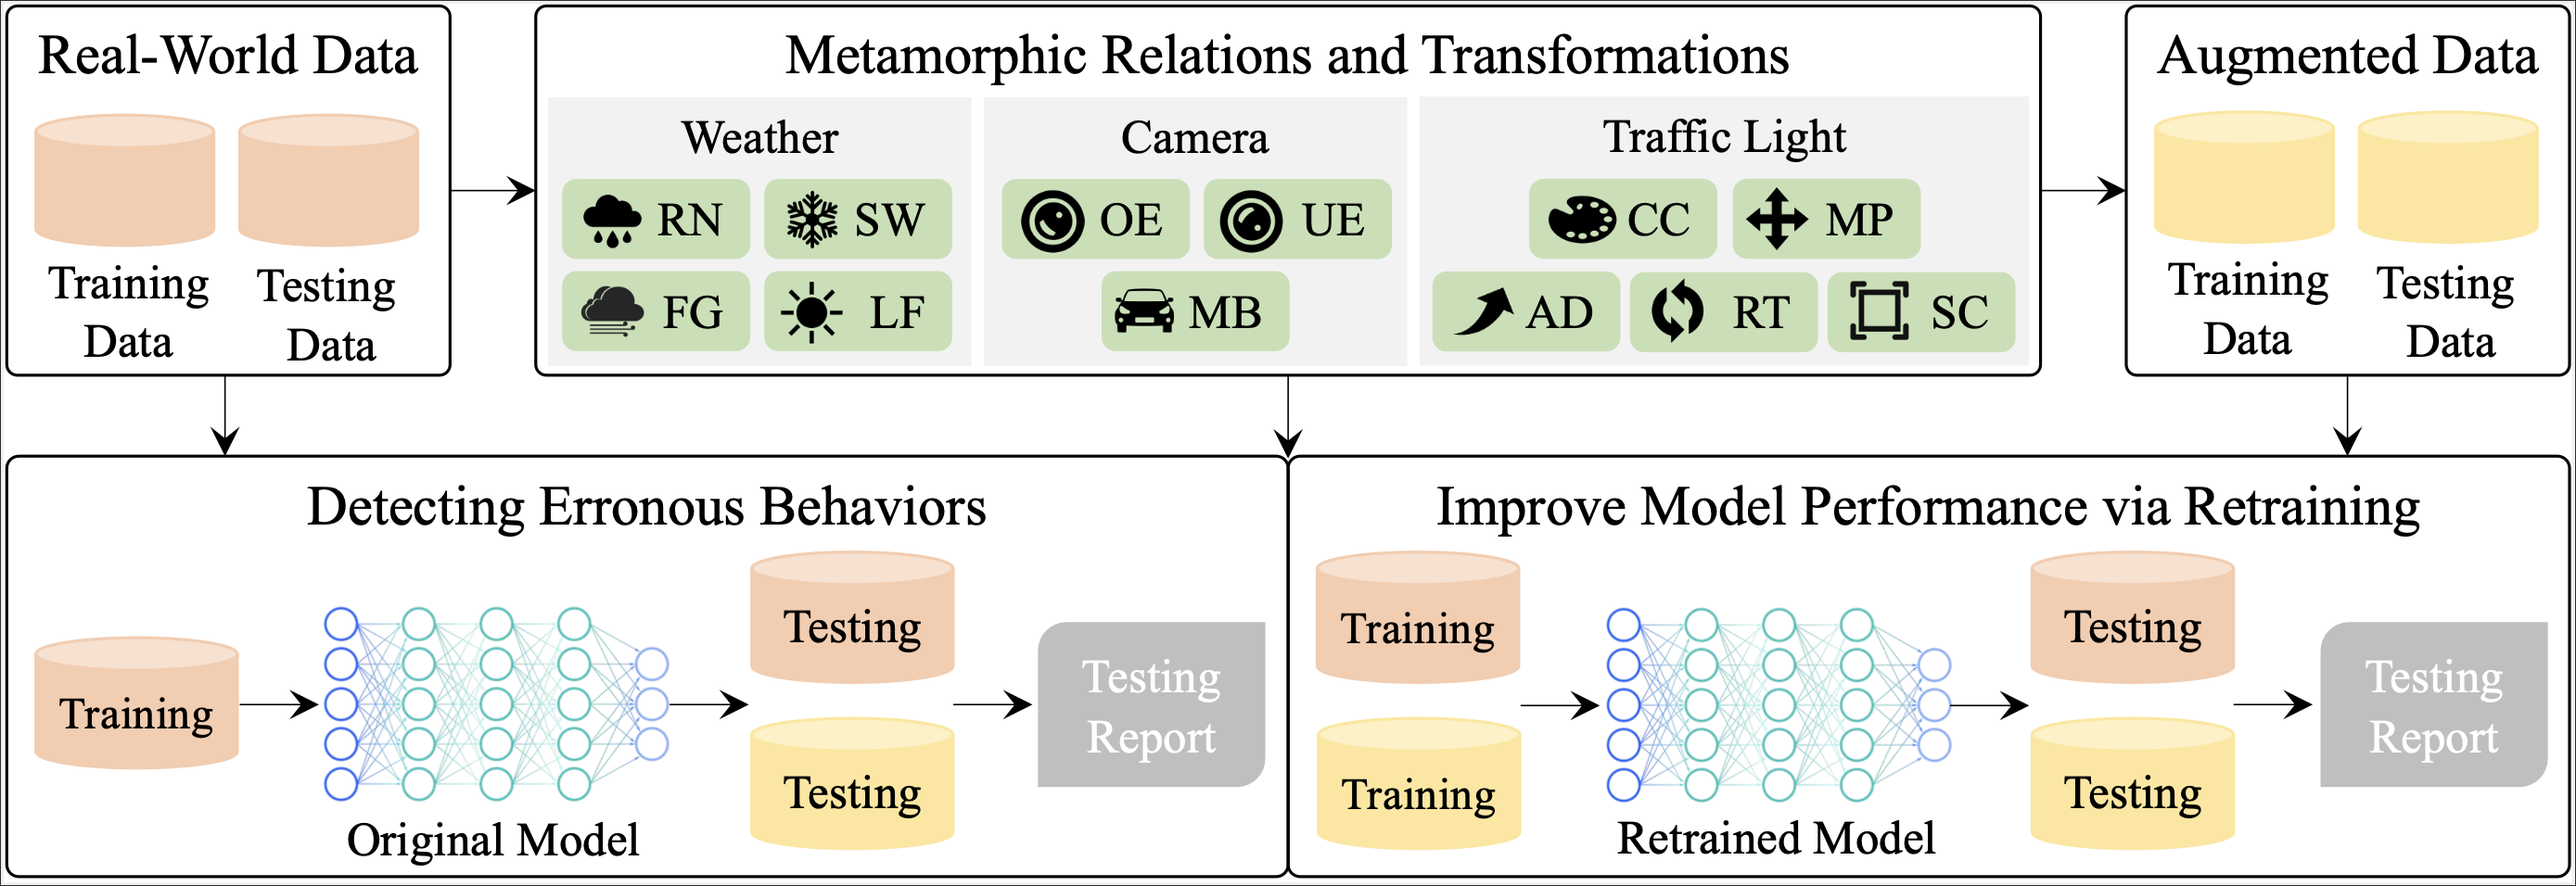 Real-World Data
Training
Data
Testing
Data
Metamorphic Relations and Transformations
Weather
RN
SW
FG
LF
Camera
OE
UE
MB
Traffic Light
CC
MP
AD
RT
SC
Augmented Data
Training
Data
Testing
Data
Detecting Erronous Behaviors
Training
Original Model
Testing
Testing
Testing
Report
Improve Model Performance via Retraining
Training
Training
Retrained Model
Testing
Testing
Testing
Report